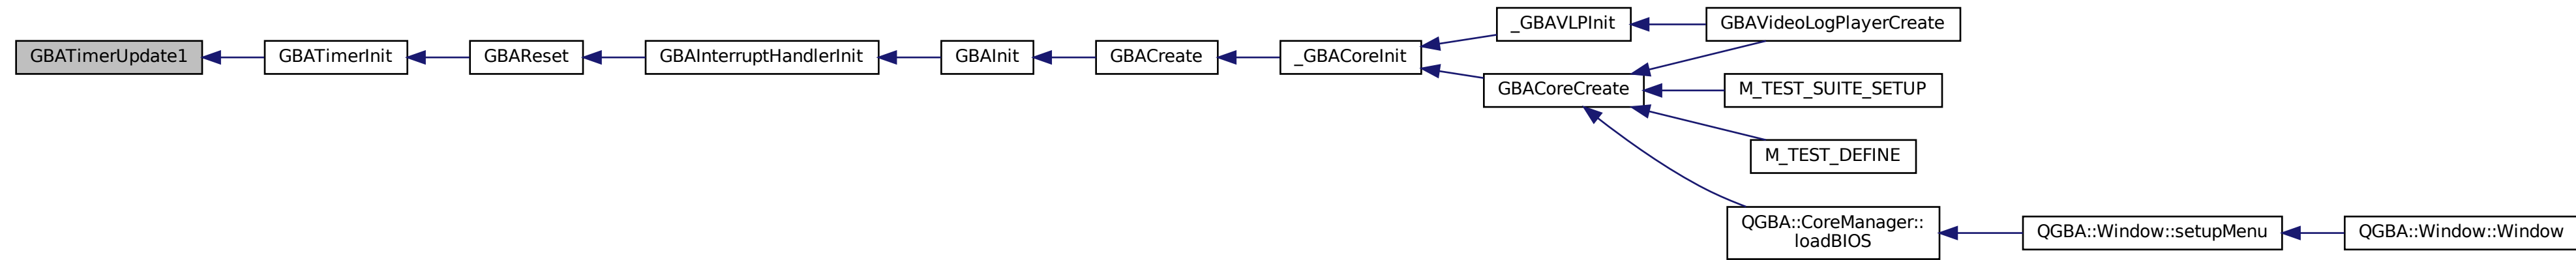 GBATimerUpdate1
GBATimerInit
GBAReset
GBAInterruptHandlerInit
GBAInit
GBACreate
_GBACoreInit
_GBAVLPInit
GBAVideoLogPlayerCreate
GBACoreCreate
M_TEST_SUITE_SETUP
M_TEST_DEFINE
QGBA::CoreManager::
loadBIOS
QGBA::Window::setupMenu
QGBA::Window::Window